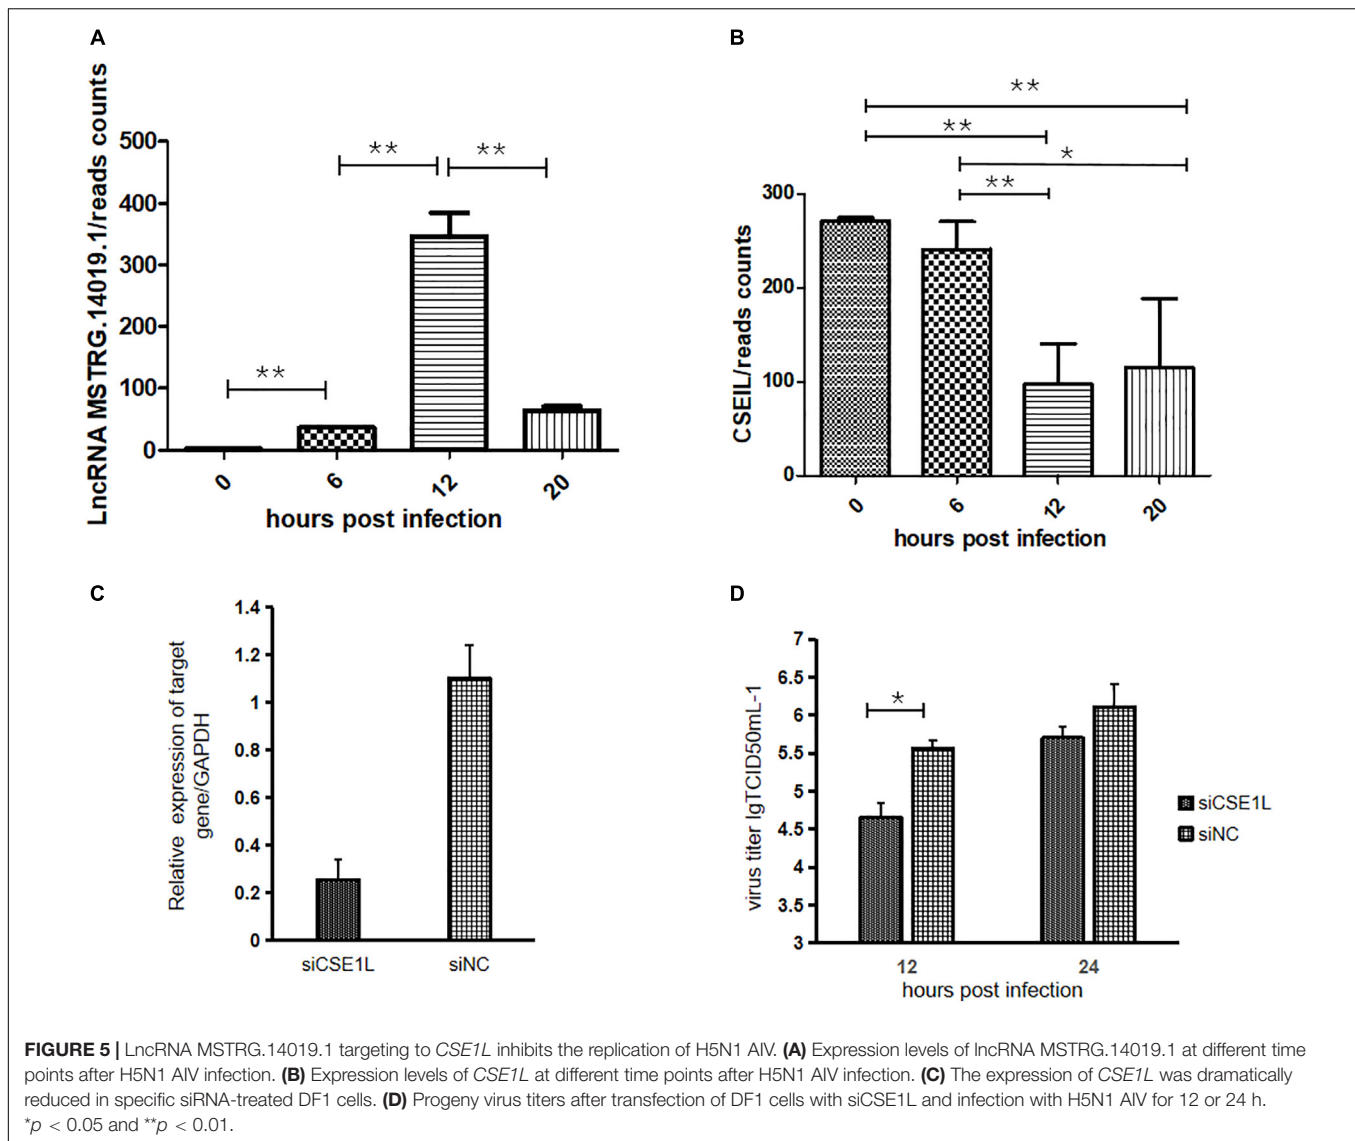 A
LncRNA MSTRG.14019.1/reads counts
500
400
300
200
100
0
**
**
**
0
6
12
20
hours post infection
B
CSEIL/reads counts
300
200
100
0
**
**
*
**
0
6
12
20
hours post infection
C
Relative expression of target
gene/GAPDH
1.4
1.2
1
0.8
0.6
0.4
0.2
0
siCSE1L
siNC
D
virus titer lgTCID50mL-1
7
6.5
6
5.5
5
4.5
4
3.5
3
*
12
24
hours post infection
siCSE1L
siNC
FIGURE 5 | LncRNA MSTRG.14019.1 targeting to CSE1L inhibits the replication of H5N1 AIV. (A) Expression levels of lncRNA MSTRG.14019.1 at different time
points after H5N1 AIV infection. (B) Expression levels of CSE1L at different time points after H5N1 AIV infection. (C) The expression of CSE1L was dramatically
reduced in specific siRNA-treated DF1 cells. (D) Progeny virus titers after transfection of DF1 cells with siCSE1L and infection with H5N1 AIV for 12 or 24 h.
*p < 0.05 and **p < 0.01.